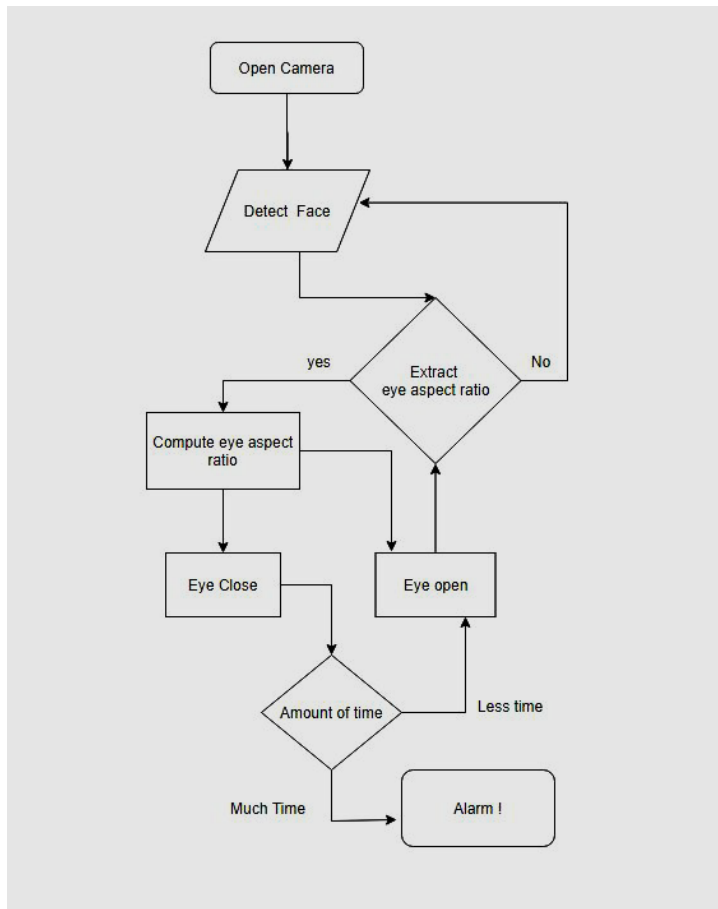 Open Camera
Detect Face
Extract
eye aspect ratio
yes
No
Compute eye aspect
ratio
Eye Close
Eye open
Amount of time
Less time
Much Time
Alarm !